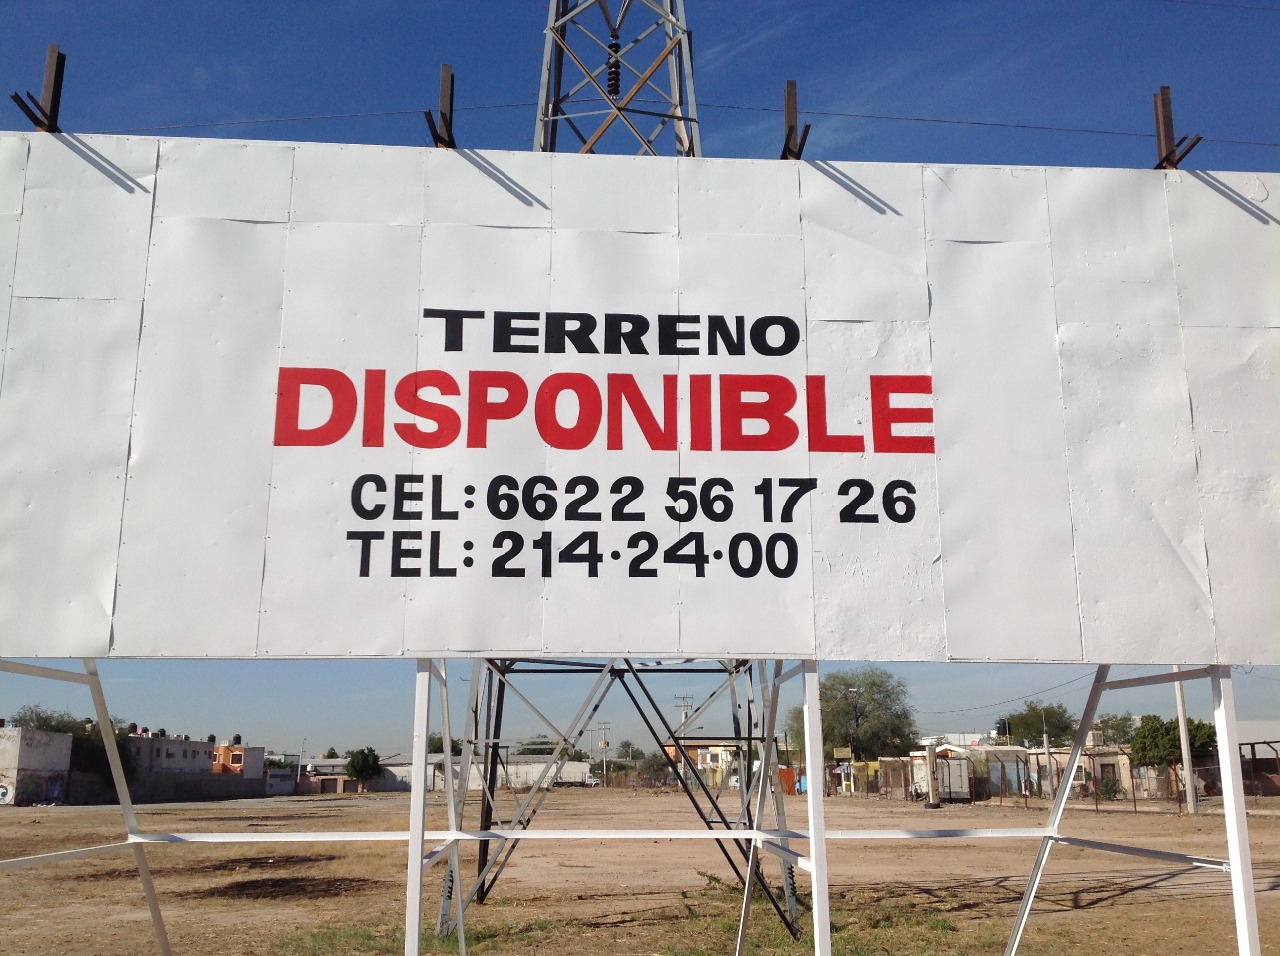 TERRENO
DISPONIBLE
CEL: 6622 56 17 26
TEL: 214·24·00